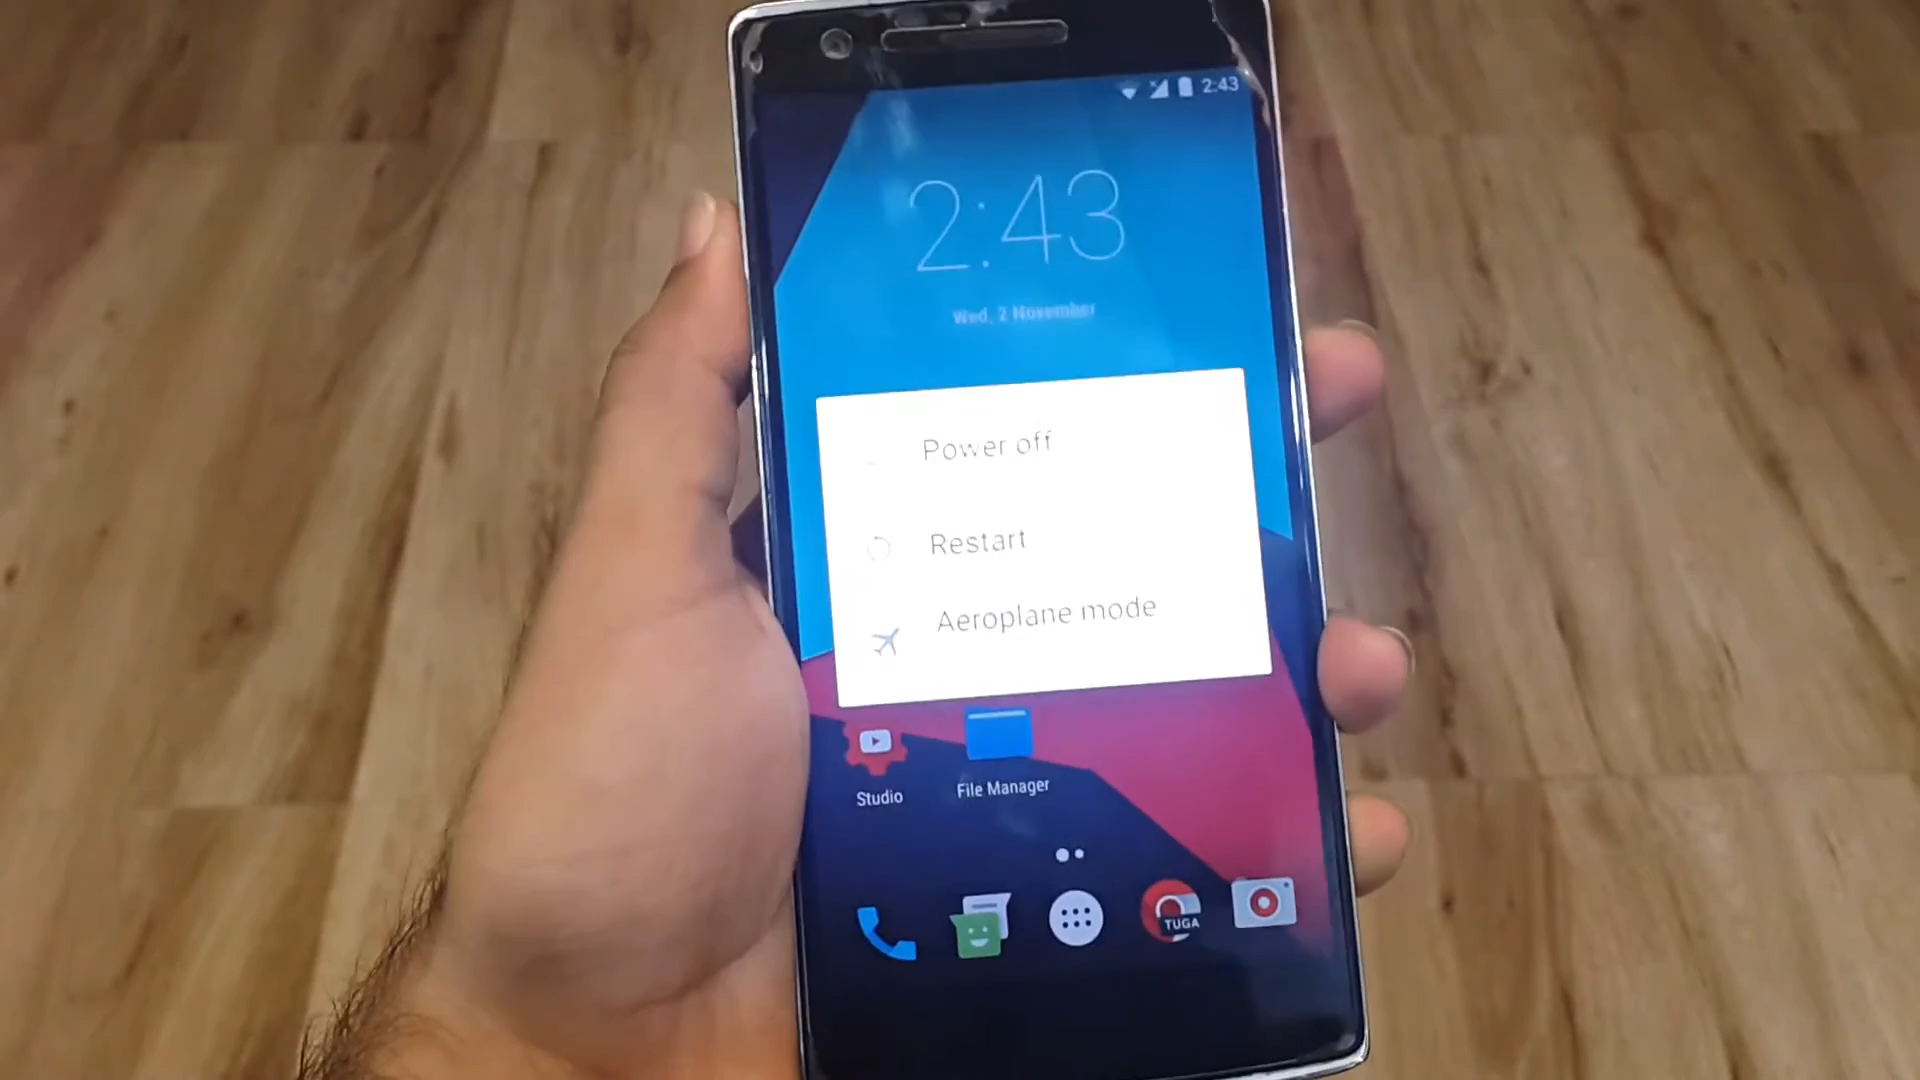 2:43
2:43
Wed, 2 November
Power off
Restart
Aeroplane mode
Studio
File Manager
TUGA